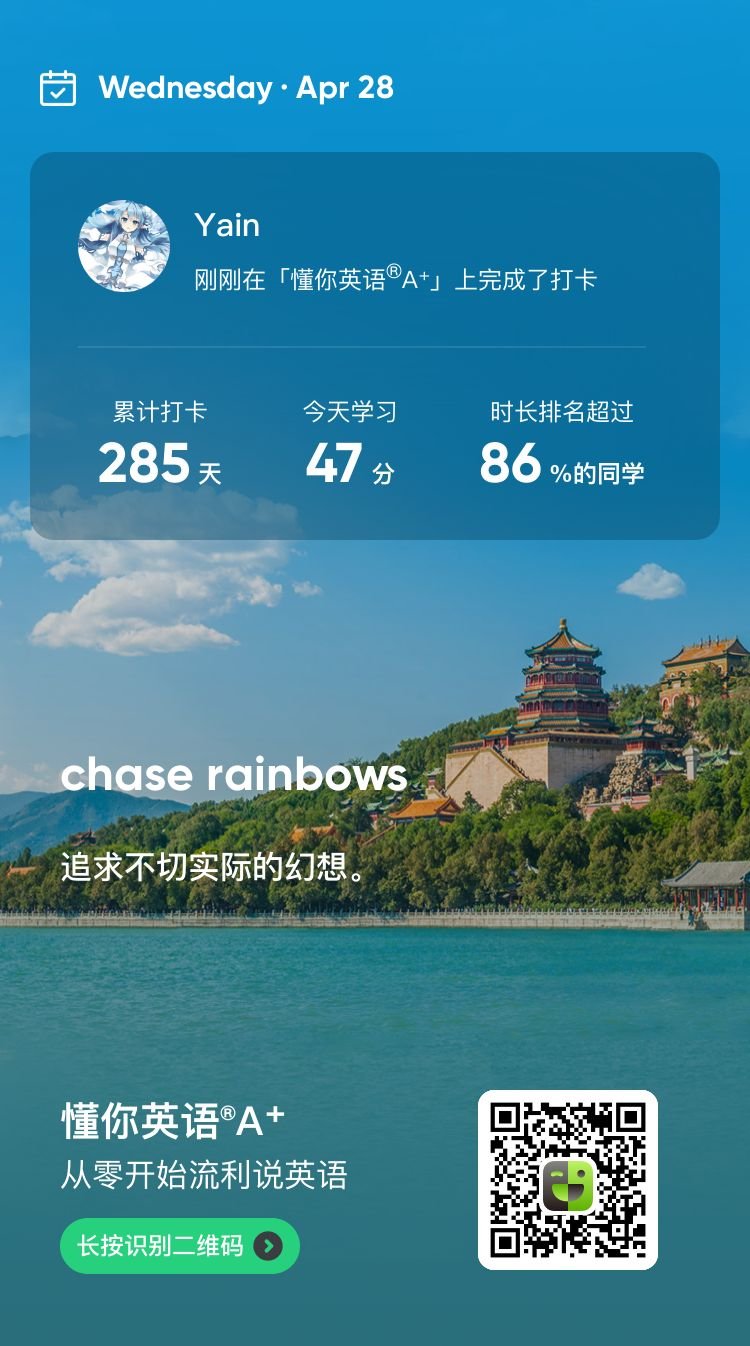 Wednesday · Apr 28
Yain
刚刚在「懂你英语®A⁺」上完成了打卡
累计打卡 今天学习 时长排名超过
285 天 47 分 86 %的同学
chase rainbows
追求不切实际的幻想。
懂你英语®A⁺
从零开始流利说英语
长按识别二维码